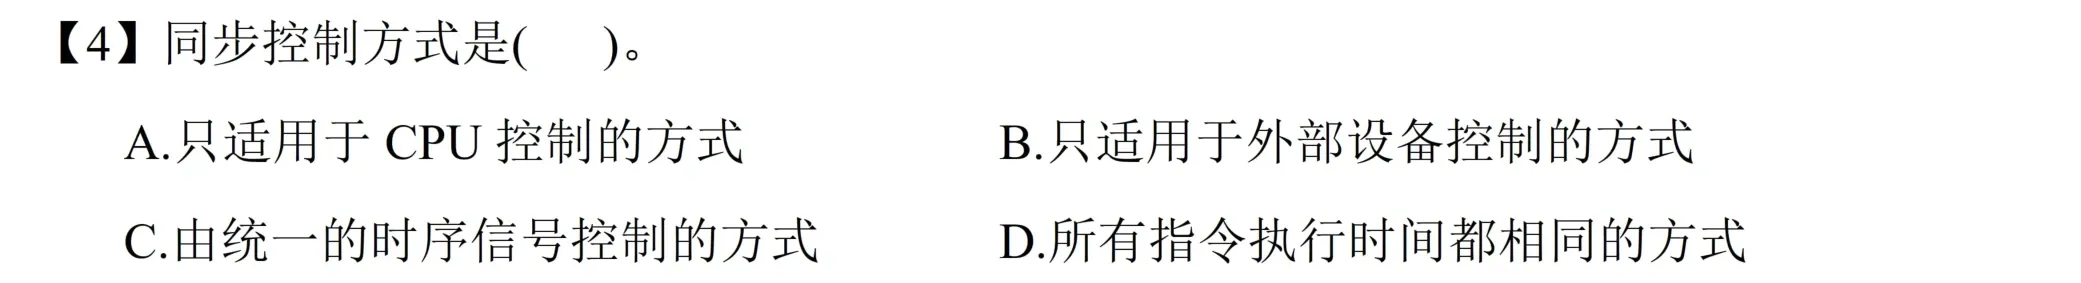 【4】同步控制方式是(  )。
A.只适用于 CPU 控制的方式 B.只适用于外部设备控制的方式
C.由统一的时序信号控制的方式 D.所有指令执行时间都相同的方式